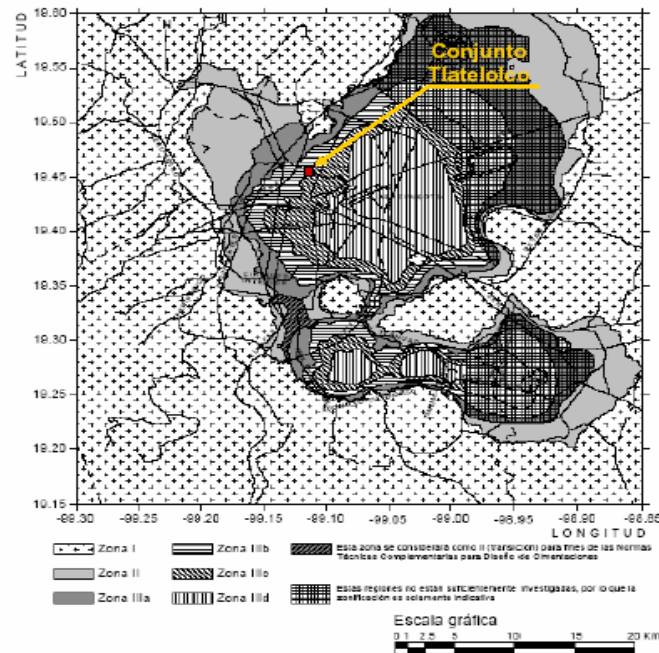 LATITUD
19.60
19.55
19.50
19.45
19.40
19.35
19.30
19.25
19.20
19.15
Conjunto
Tlatelolco
N
-99.30 -99.25 -99.20 -99.15 -99.10 -99.05 -99.00 -98.95 -98.90 -98.85
LONGITUD
Zona I
Zona II
Zona IIIa
Zona IIIb
Zona IIIc
Zona IIId
Esta zona se considerará como II (transición) para fines de las Normas
Técnicas Complementarias para Diseño de Cimentaciones
Estas regiones no están suficientemente investigadas, por lo que la
zonificación es solamente indicativa
Escala gráfica
0 1 2.5 5 10 15 20 Km